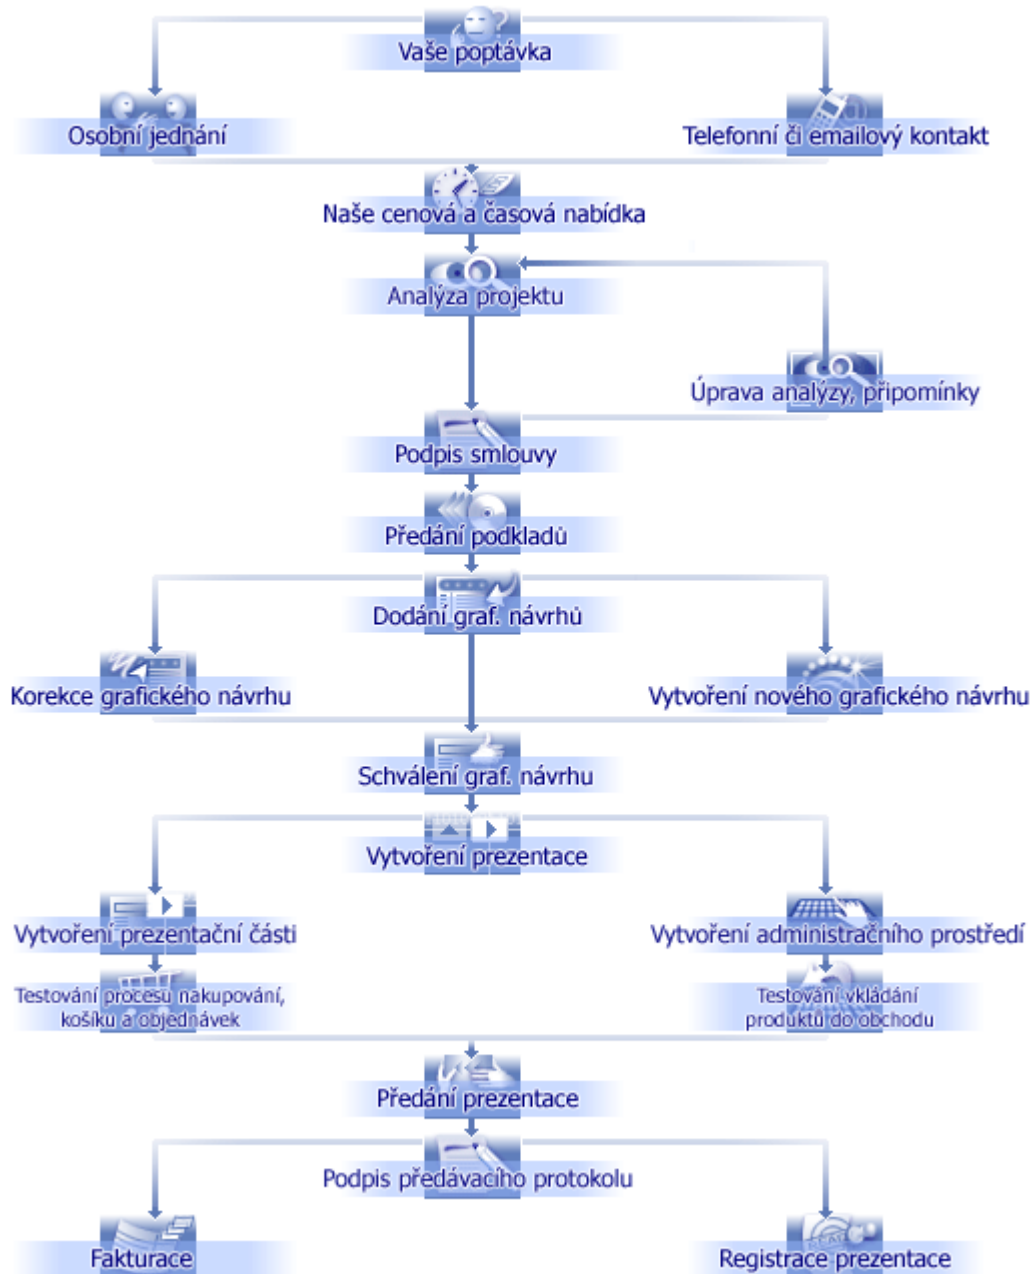 Vaše poptávka
Osobní jednání
Telefonní či emailový kontakt
Naše cenová a časová nabídka
Analýza projektu
Úprava analýzy, připomínky
Podpis smlouvy
Předání podkladů
Dodání graf. návrhů
Korekce grafického návrhu
Vytvoření nového grafického návrhu
Schválení graf. návrhu
Vytvoření prezentace
Vytvoření prezentační části
Vytvoření administračního prostředí
Testování procesu nakupování,
košíku a objednávek
Testování vkládání
produktů do obchodu
Předání prezentace
Podpis předávacího protokolu
Fakturace
Registrace prezentace